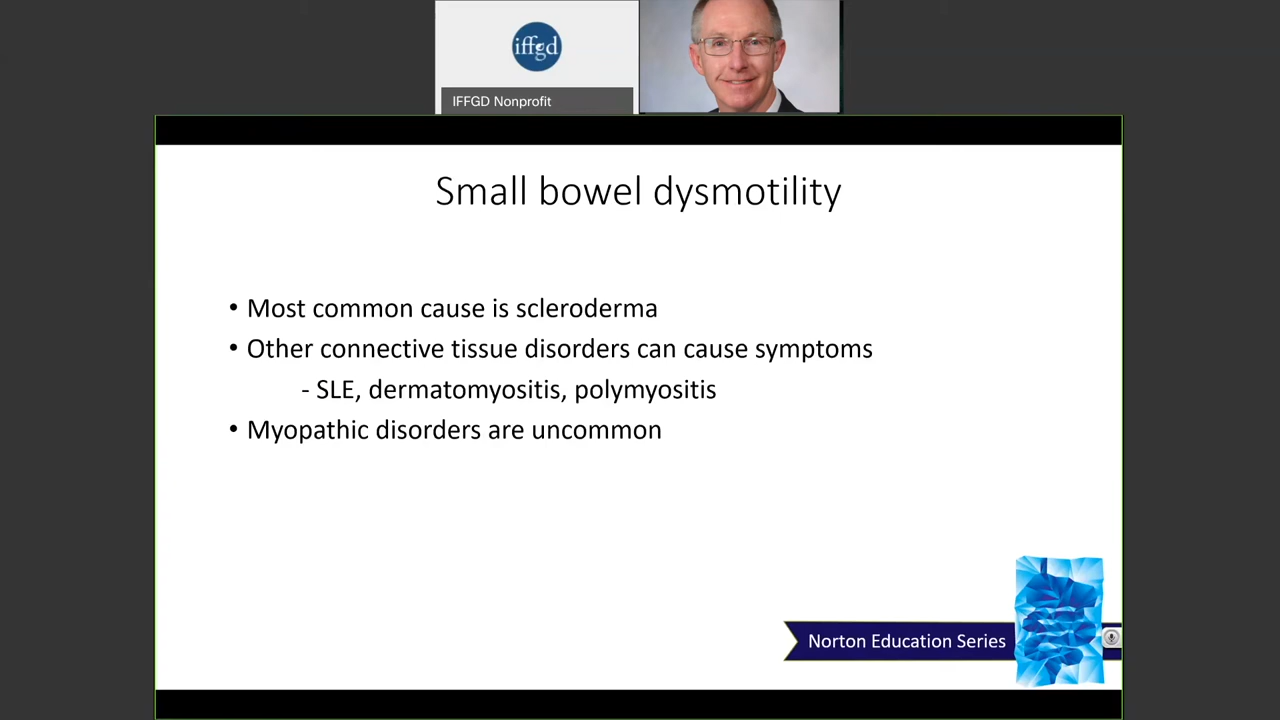 iffgd
IFFGD Nonprofit
Small bowel dysmotility
• Most common cause is scleroderma
• Other connective tissue disorders can cause symptoms
- SLE, dermatomyositis, polymyositis
• Myopathic disorders are uncommon
Norton Education Series